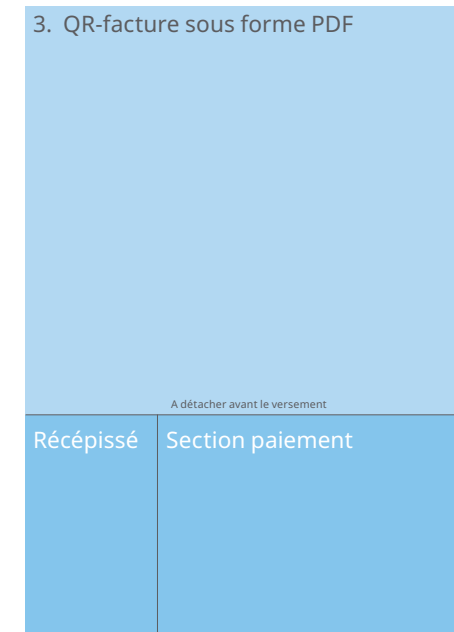 3. QR-facture sous forme PDF
A détacher avant le versement
Récépissé
Section paiement